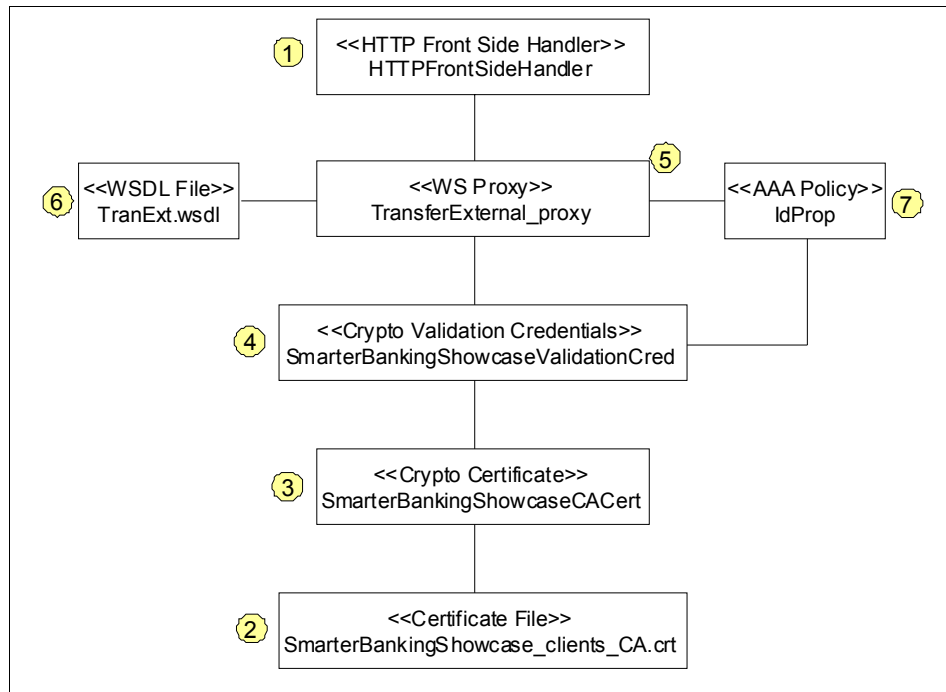 1
<<HTTP Front Side Handler>>
HTTPFrontSideHandler
6
<<WSDL File>>
TranExt.wsdl
<<WS Proxy>>
TransferExternal_proxy
5
<<AAA Policy>>
IdProp
7
4
<<Crypto Validation Credentials>>
SmarterBankingShowcaseValidationCred
3
<<Crypto Certificate>>
SmarterBankingShowcaseCACert
2
<<Certificate File>>
SmarterBankingShowcase_clients_CA.crt